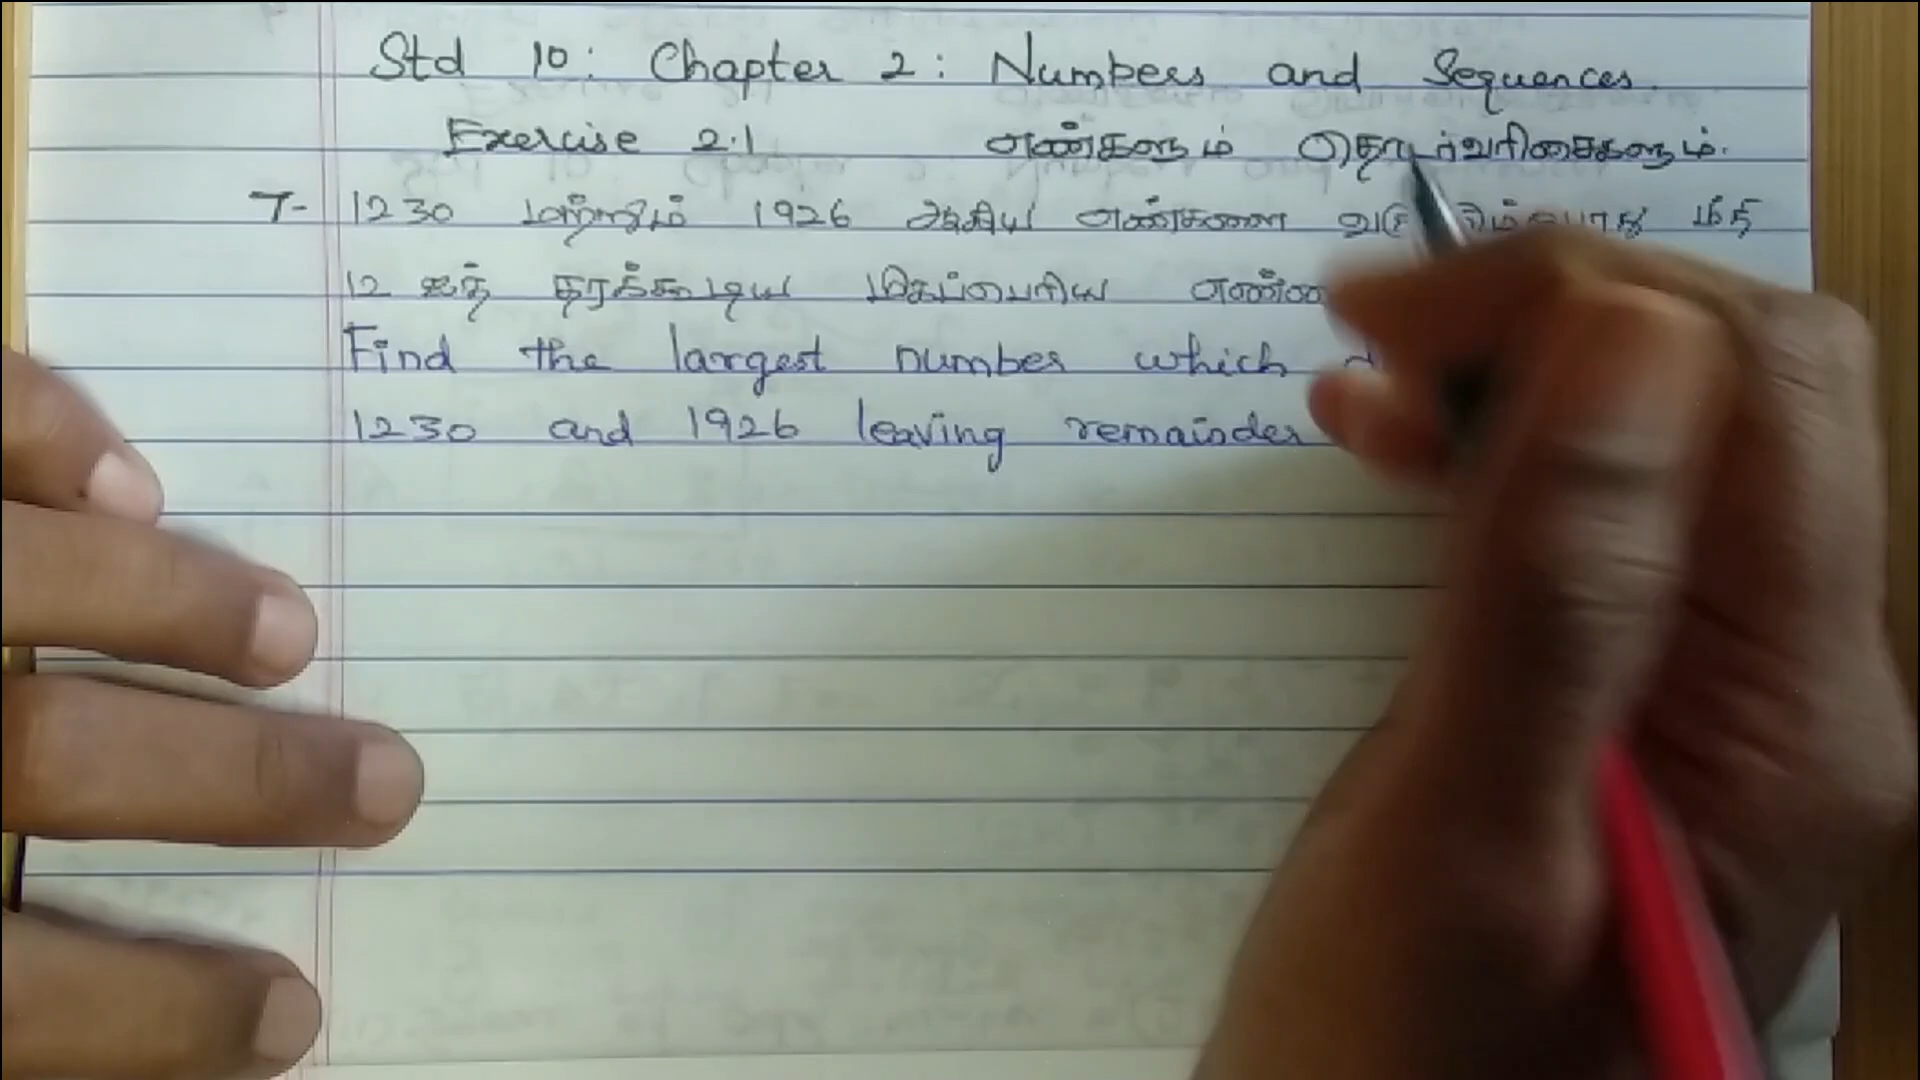 Std 10: Chapter 2: Numbers and Sequences.
Exercise 2.1 எண்களும் தொடர்வரிசைகளும்.
7- 1230 மற்றும் 1926 ஆகிய எண்களை மீதி
12 ஐத் தரக்கூடிய மிகப்பெரிய
Find the largest number which
1230 and 1926 leaving remainder